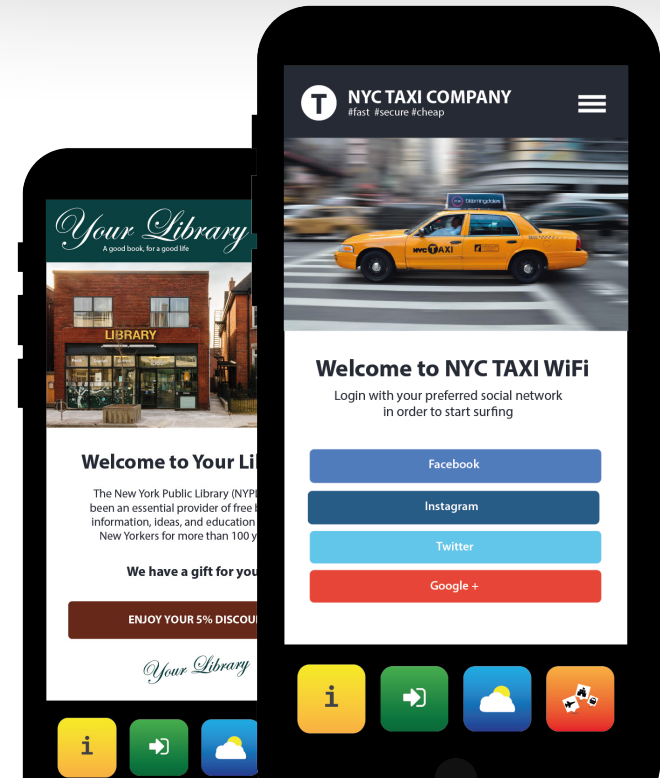 Your Library
A good book, for a good life
LIBRARY
Welcome to Your
The New York Public Library
been an essential provider of free
information, ideas, and education
New Yorkers for more than 100
We have a gift for you
ENJOY YOUR 5%
Your Library
i
T
NYC TAXI COMPANY
#fast #secure #cheap
bloomingdales
NYC TAXI
Welcome to NYC TAXI WiFi
Login with your preferred social network
in order to start surfing
Facebook
Instagram
Twitter
Google +
i